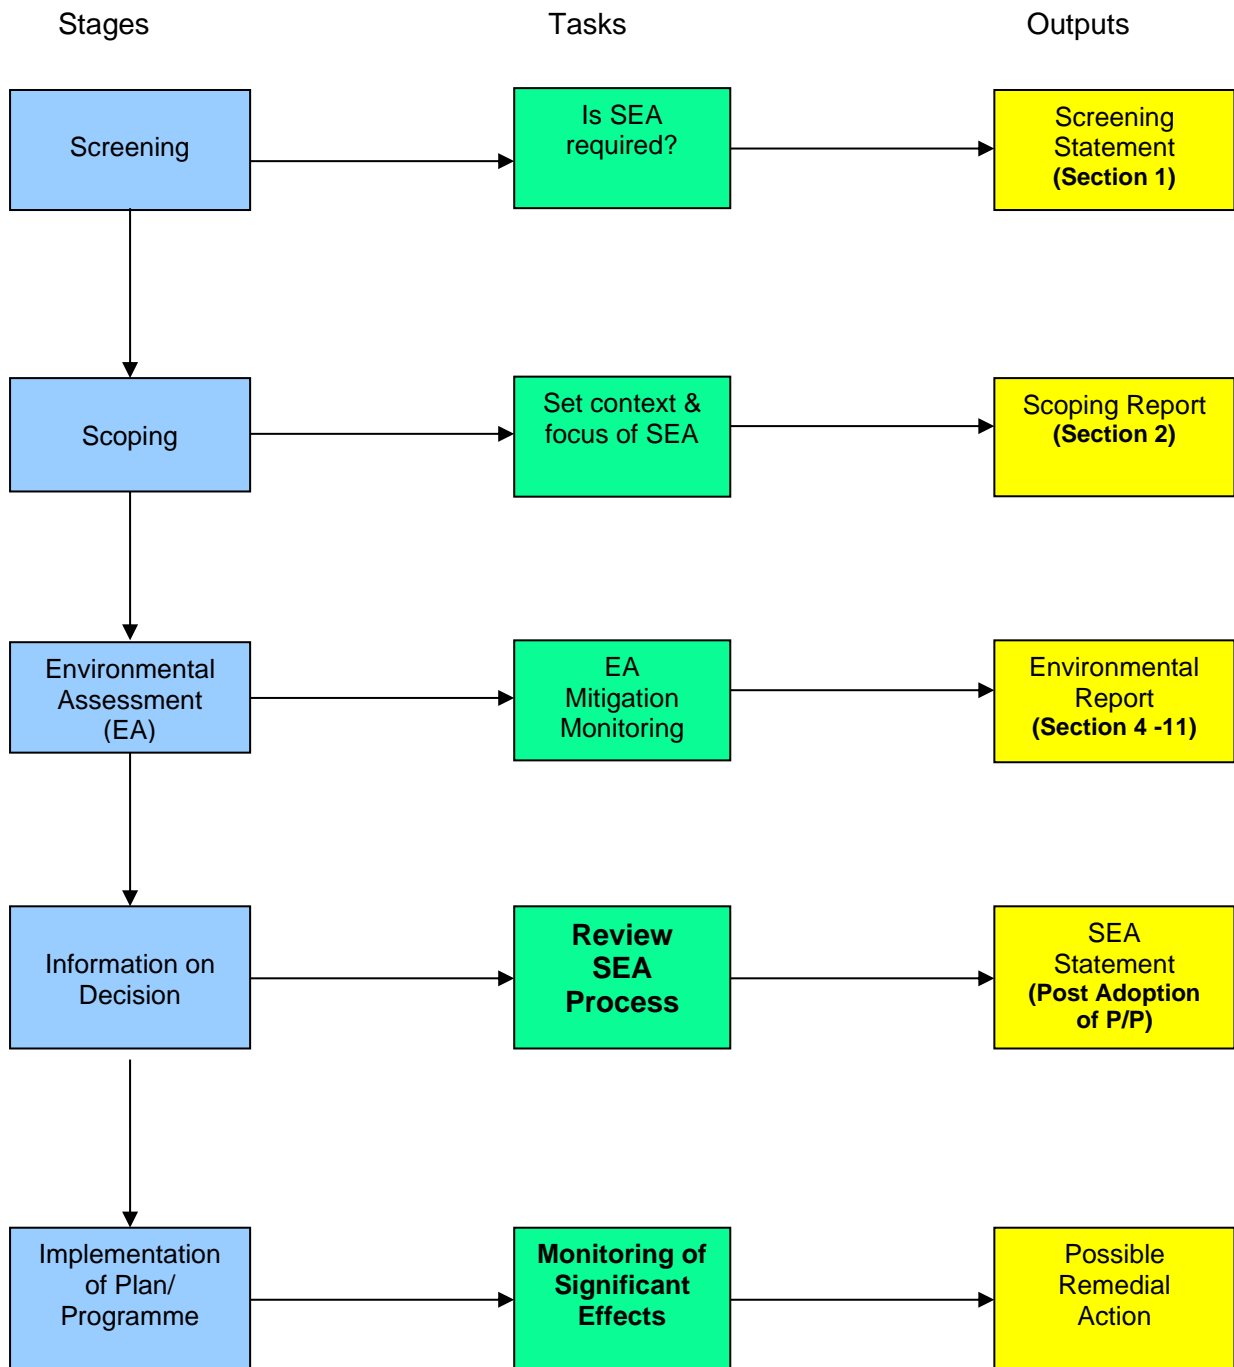 Stages
Tasks
Outputs
Screening
Is SEA
required?
Screening
Statement
(Section 1)
Scoping
Set context &
focus of SEA
Scoping Report
(Section 2)
Environmental
Assessment
(EA)
EA
Mitigation
Monitoring
Environmental
Report
(Section 4 -11)
Information on
Decision
Review
SEA
Process
SEA
Statement
(Post Adoption
of P/P)
Implementation
of Plan/
Programme
Monitoring of
Significant
Effects
Possible
Remedial
Action